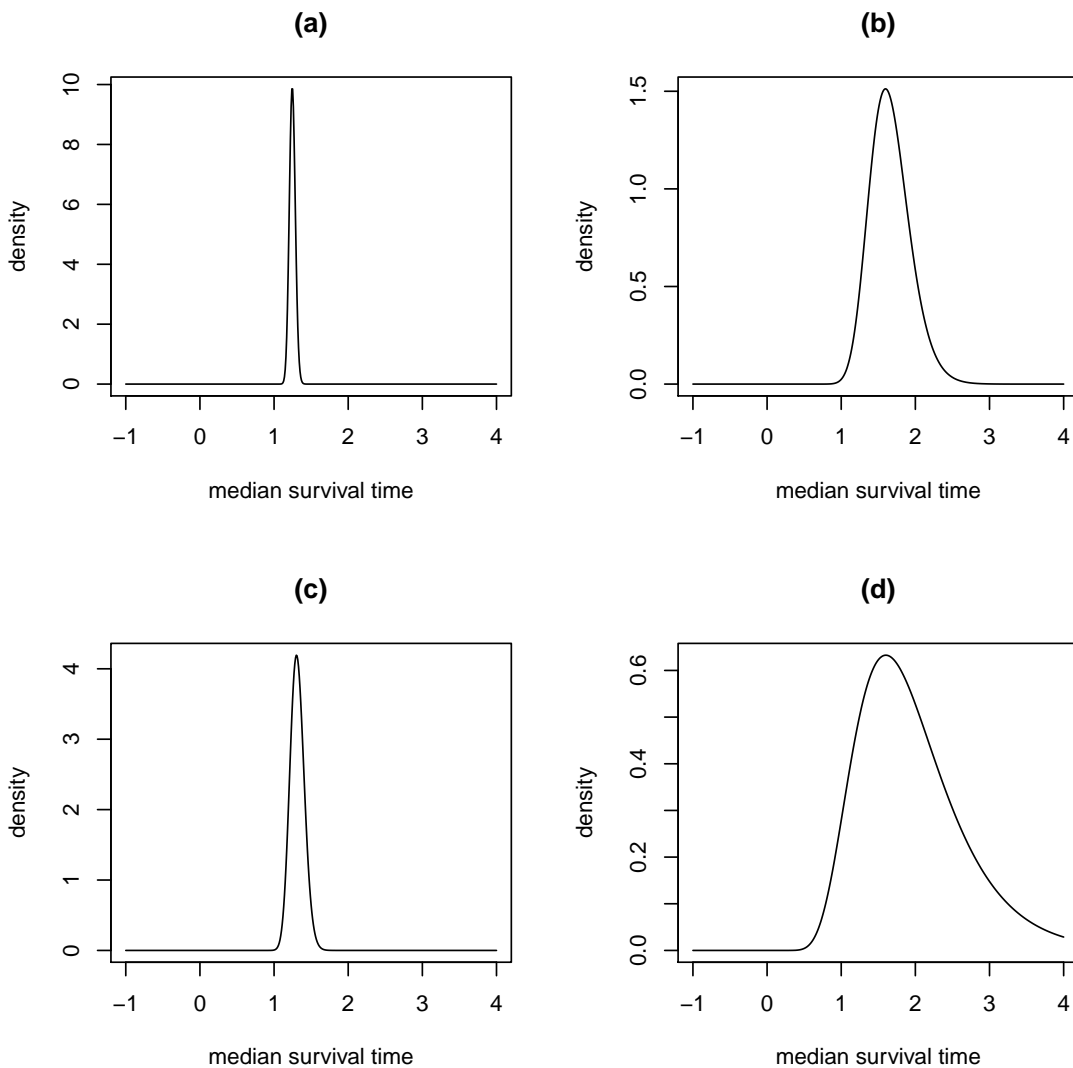 (a)
density
0 2 4 6 8 10
−1 0 1 2 3 4
median survival time
(b)
density
0.0 0.5 1.0 1.5
−1 0 1 2 3 4
median survival time
(c)
density
0 1 2 3 4
−1 0 1 2 3 4
median survival time
(d)
density
0.0 0.2 0.4 0.6
−1 0 1 2 3 4
median survival time